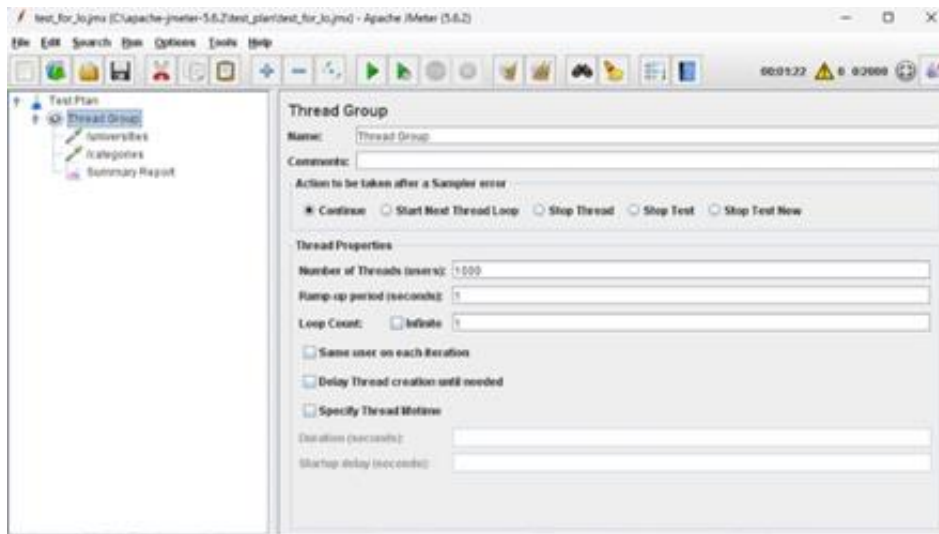 test_for_lo.jmx (C:\apache-jmeter-5.6.2\test_plan\test_for_lo.jmx) - Apache JMeter (5.6.2)
File Edit Search Run Options Tools Help
00:01:22 0 0/2000
Test Plan
Thread Group
/universities
/categories
Summary Report
Thread Group
Name: Thread Group
Comments:
Action to be taken after a Sampler error
Continue Start Next Thread Loop Stop Thread Stop Test Stop Test Now
Thread Properties
Number of Threads (users): 1000
Ramp-up period (seconds): 1
Loop Count: Infinite 1
Same user on each iteration
Delay Thread creation until needed
Specify Thread lifetime
Duration (seconds):
Startup delay (seconds):